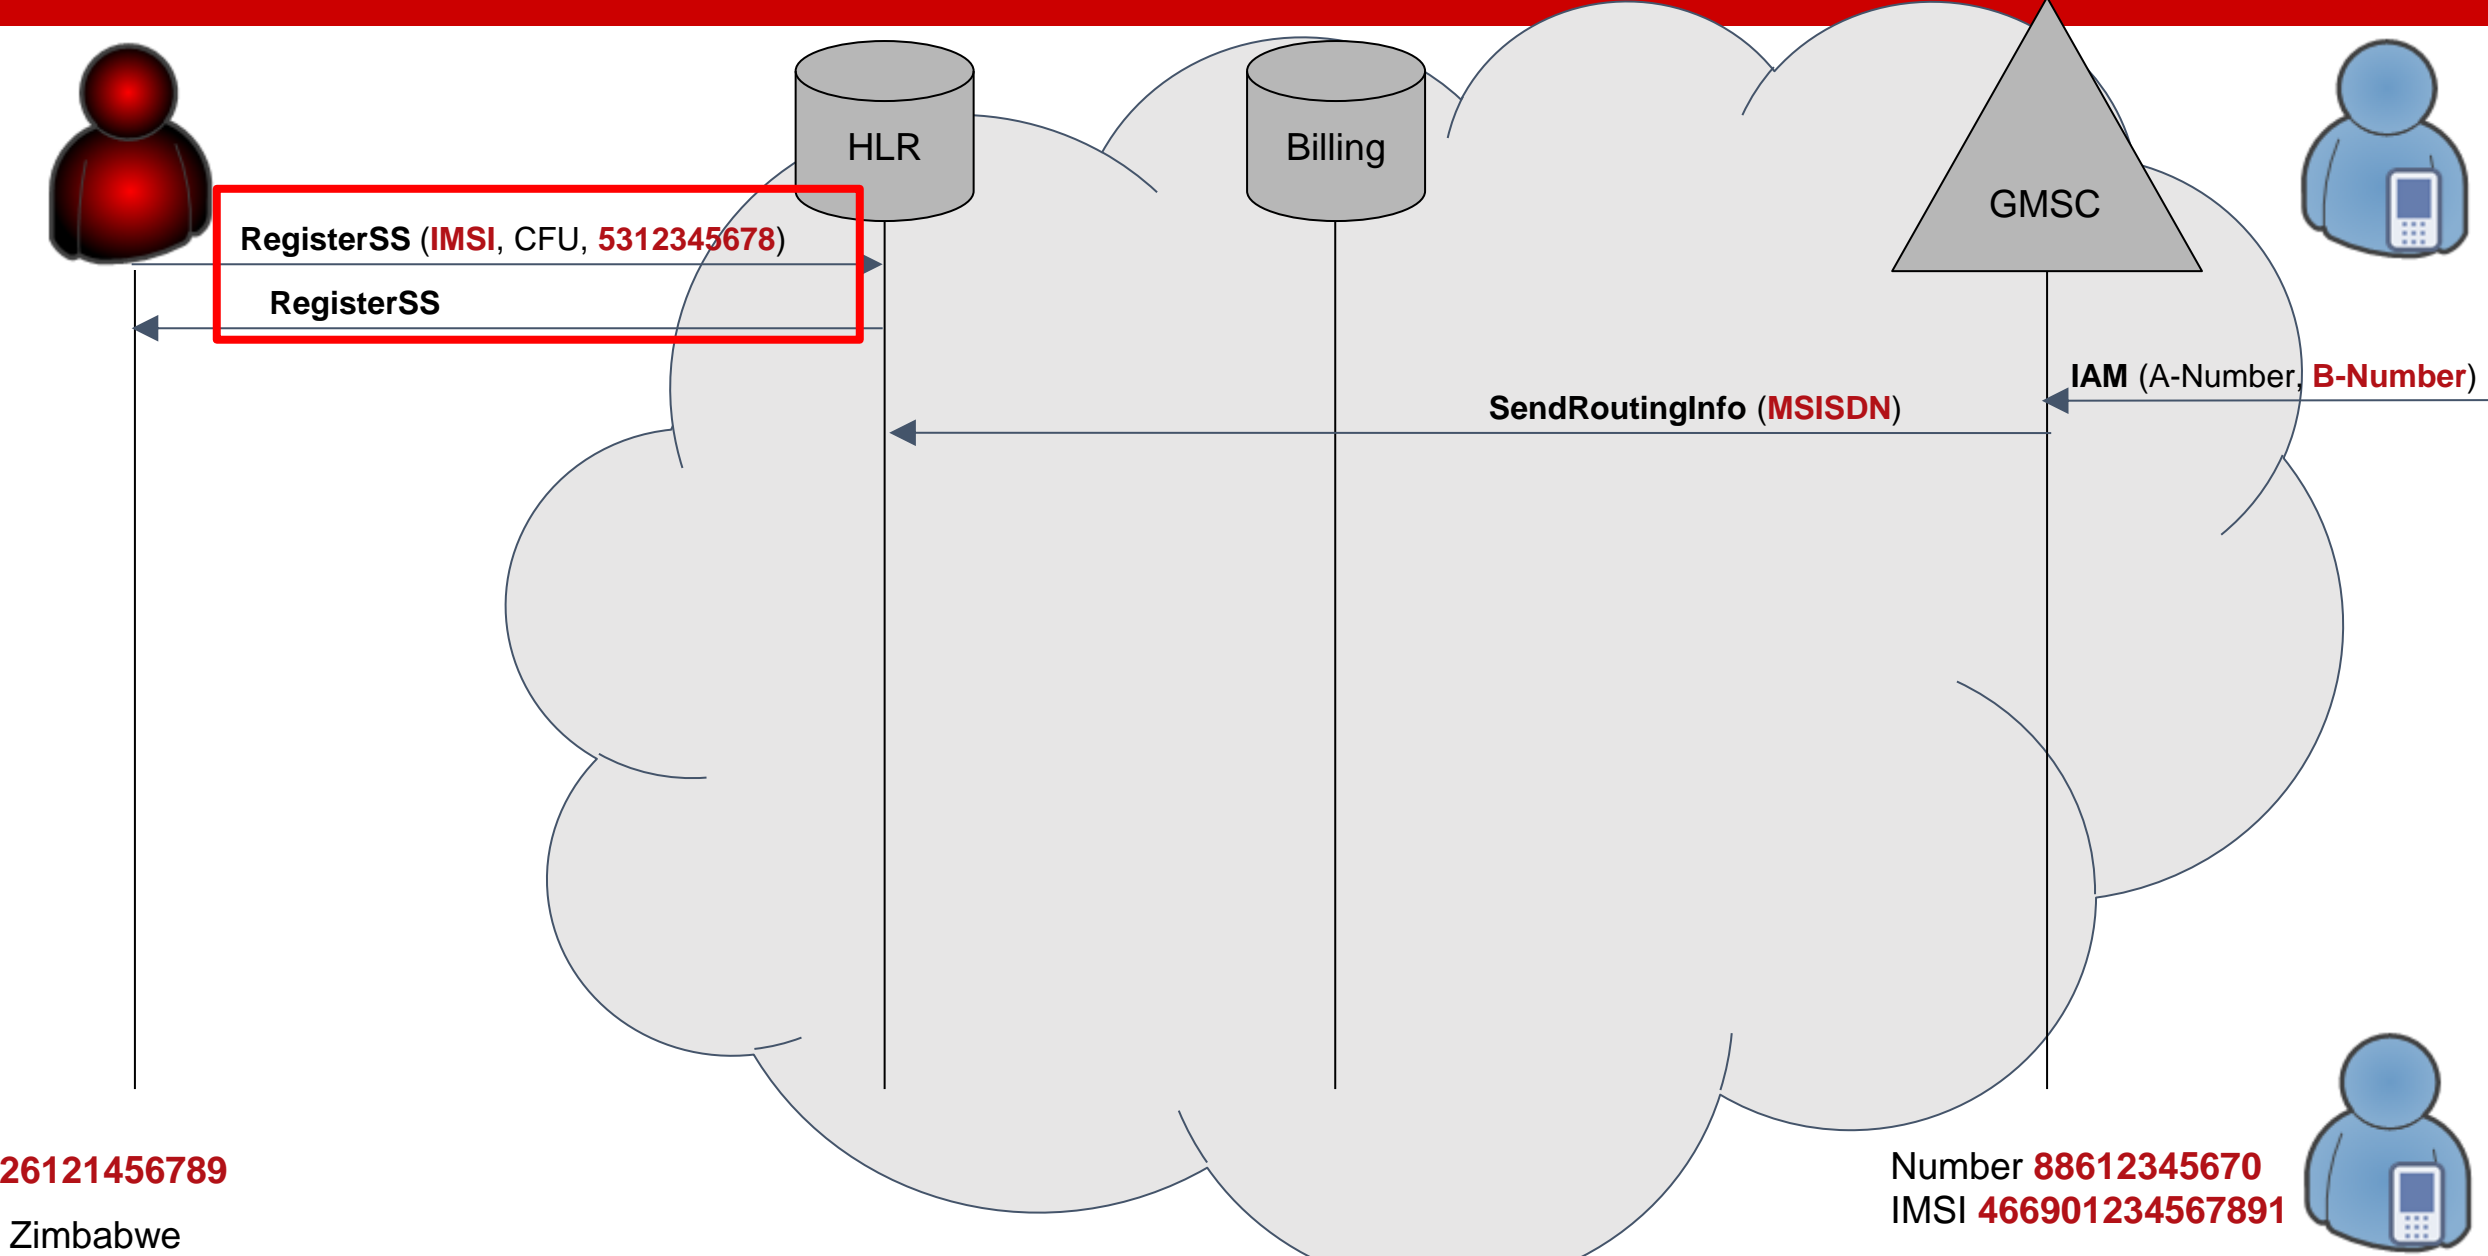 HLR
Billing
GMSC
RegisterSS (IMSI, CFU, 5312345678)
RegisterSS
IAM (A-Number, B-Number)
SendRoutingInfo (MSISDN)
26121456789
Zimbabwe
Number 88612345670
IMSI 466901234567891